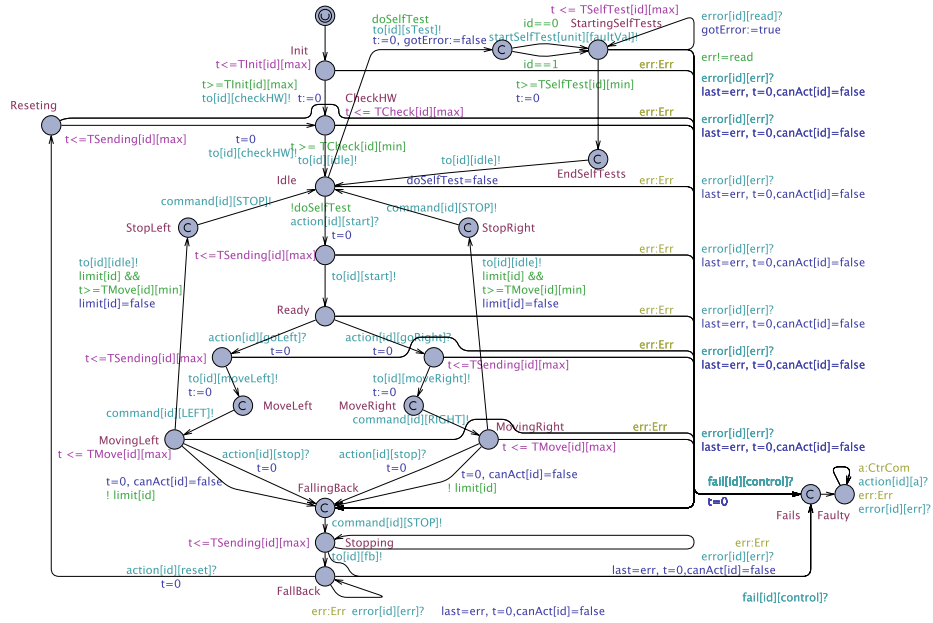 t <= TSelfTest[id][max]
doSelfTest
id==0
StartingSelfTests
error[id][read]?
to[id][sTest]!
gotError:=true
startSelfTest[unit][faultVal]!
t:=0, gotError:=false
C
Init
err!=read
t<=TInit[id][max]
id==1
err:Err
error[id][err]?
t>=TInit[id][max]
t>=TSelfTest[id][min]
last=err, t=0,canAct[id]=false
to[id][checkHW]!
t:=0
CheckHW
t:=0
Reseting
t <= TCheck[id][max]
err:Err
error[id][err]?
last=err, t=0,canAct[id]=false
t<=TSending[id][max]
t=0
t >= TCheck[id][min]
to[id][checkHW]!
to[id][idle]!
to[id][idle]!
C
EndSelfTests
Idle
doSelfTest=false
err:Err
error[id][err]?
last=err, t=0,canAct[id]=false
command[id][STOP]!
!doSelfTest
command[id][STOP]!
action[id][start]?
StopLeft
C
t=0
C
StopRight
t<=TSending[id][max]
err:Err
error[id][err]?
last=err, t=0,canAct[id]=false
to[id][idle]!
to[id][idle]!
limit[id] &&
to[id][start]!
limit[id] &&
t>=TMove[id][min]
t>=TMove[id][min]
limit[id]=false
limit[id]=false
Ready
err:Err
error[id][err]?
last=err, t=0,canAct[id]=false
action[id][goLeft]?
action[id][goRight]?
err:Err
t=0
t=0
error[id][err]?
t<=TSending[id][max]
t<=TSending[id][max]
last=err, t=0,canAct[id]=false
to[id][moveLeft]!
to[id][moveRight]!
t:=0
t:=0
C
MoveLeft
MoveRight
C
command[id][LEFT]!
command[id][RIGHT]!
MovingLeft
MovingRight
err:Err
error[id][err]?
last=err, t=0,canAct[id]=false
t <= TMove[id][max]
action[id][stop]?
action[id][stop]?
t <= TMove[id][max]
t=0
t=0
a:CtrCom
t=0, canAct[id]=false
t=0, canAct[id]=false
fail[id][control]?
action[id][a]?
! limit[id]
FallingBack
! limit[id]
t=0
C
err:Err
C
Fails
Faulty
error[id][err]?
command[id][STOP]!
t<=TSending[id][max]
Stopping
err:Err
to[id][fb]!
error[id][err]?
action[id][reset]?
last=err, t=0,canAct[id]=false
t=0
FallBack
fail[id][control]?
err:Err
error[id][err]?
last=err, t=0,canAct[id]=false